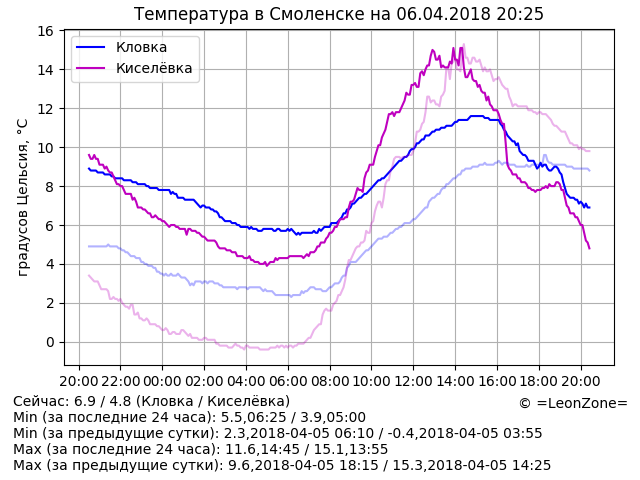 Температура в Смоленске на 06.04.2018 20:25
градусов Цельсия, °C
16
14
12
10
8
6
4
2
0
Кловка
Киселёвка
20:00 22:00 00:00 02:00 04:00 06:00 08:00 10:00 12:00 14:00 16:00 18:00 20:00
Сейчас: 6.9 / 4.8 (Кловка / Киселёвка)
© =LeonZone=
Min (за последние 24 часа): 5.5,06:25 / 3.9,05:00
Min (за предыдущие сутки): 2.3,2018-04-05 06:10 / -0.4,2018-04-05 03:55
Max (за последние 24 часа): 11.6,14:45 / 15.1,13:55
Max (за предыдущие сутки): 9.6,2018-04-05 18:15 / 15.3,2018-04-05 14:25